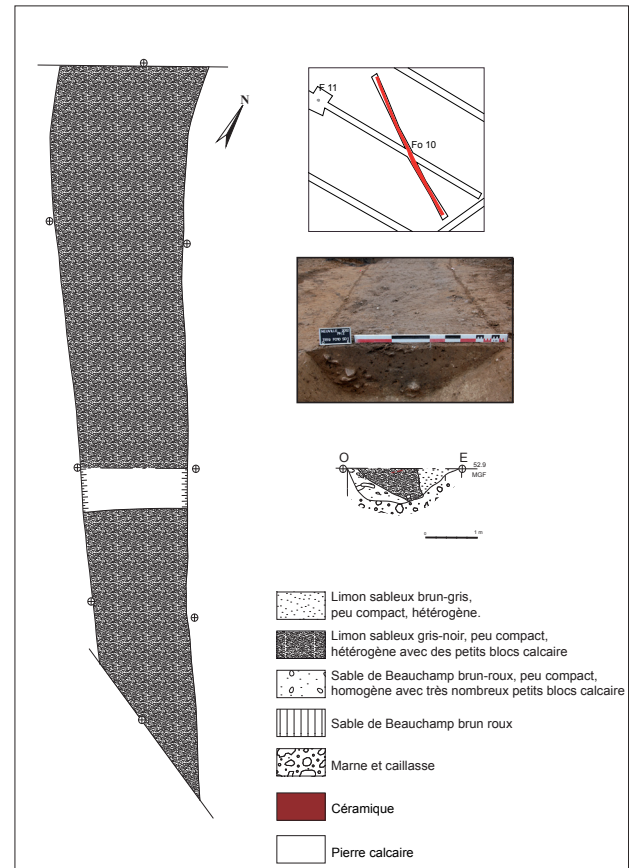 N
F 11
Fo 10
O
E
52.9
MGF
0
1 m
Limon sableux brun-gris,
peu compact, hétérogène.
Limon sableux gris-noir, peu compact,
hétérogène avec des petits blocs calcaire
Sable de Beauchamp brun-roux, peu compact,
homogène avec très nombreux petits blocs calcaire
Sable de Beauchamp brun roux
Marne et caillasse
Céramique
Pierre calcaire